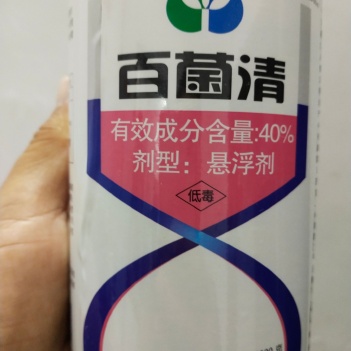 百菌清
有效成分含量:40%
剂型：悬浮剂
低毒